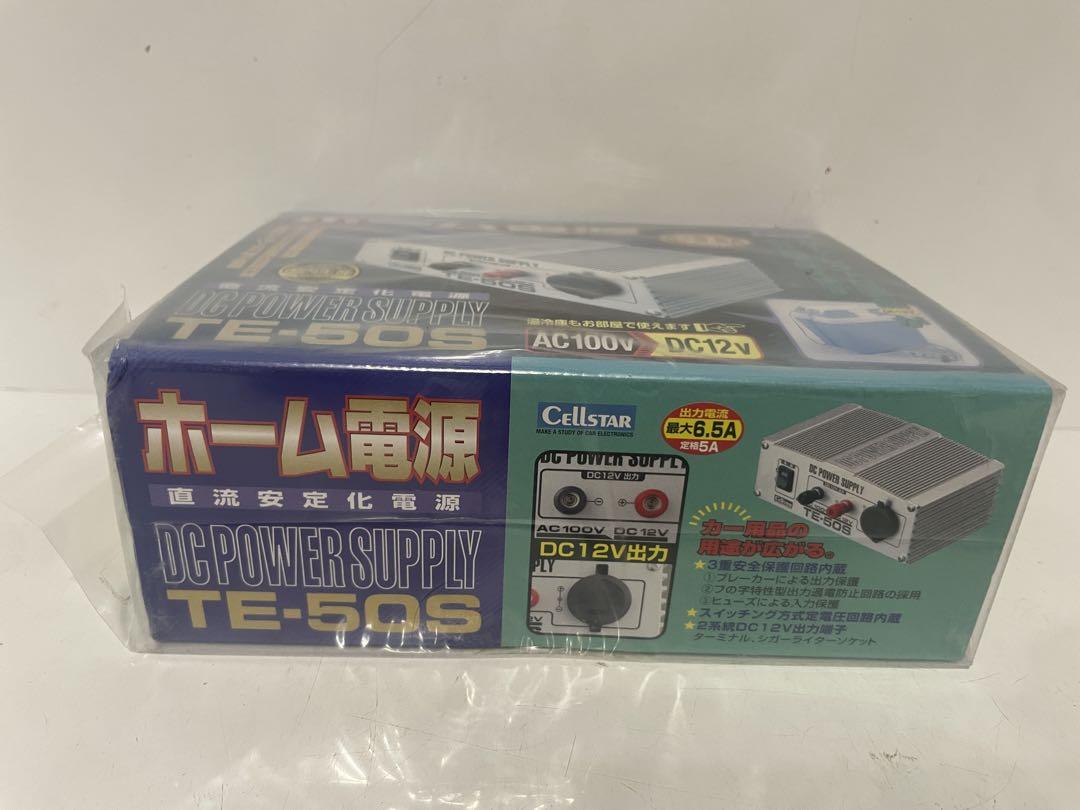 直流安定化電源
DC POWER SUPPLY
TE-50S
DC POWER SUPPLY
TE-50S
温冷庫もお部屋で使えます
AC100V DC12V
ホーム電源
直流安定化電源
DC POWER SUPPLY
TE-50S
CELLSTAR
MAKE A STUDY OF CAR ELECTRONICS
出力電流
最大6.5A
定格5A
DC POWER SUPPLY
DC12V 出力
AC100V DC12V
DC12V出力
PLY
DC POWER SUPPLY
TE-50S
カー用品の
用途が広がる。
★3重安全保護回路内蔵
①ブレーカーによる出力保護
②フの字特性型出力過電防止回路の採用
③ヒューズによる入力保護
★スイッチング方式定電圧回路内蔵
★2系統DC12V出力端子
ターミナル、シガーライターソケット